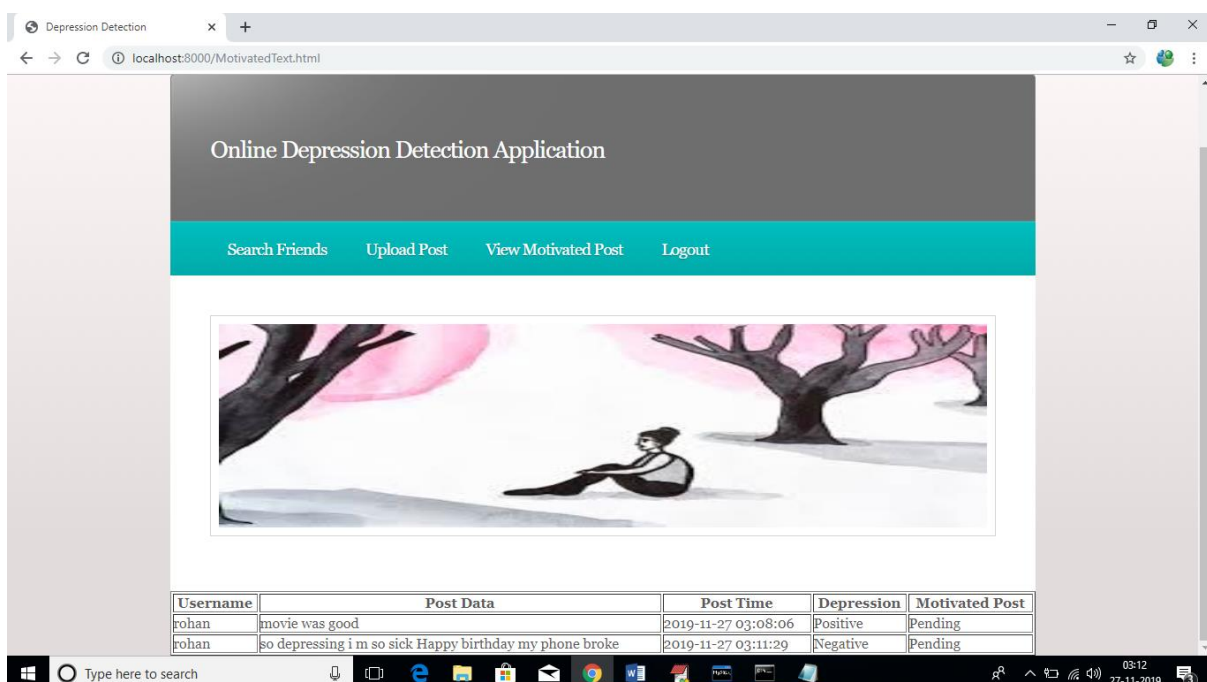 Depression Detection
localhost:8000/MotivatedText.html
Online Depression Detection Application
Search Friends Upload Post View Motivated Post Logout
Username Post Data Post Time Depression Motivated Post
rohan movie was good 2019-11-27 03:08:06 Positive Pending
rohan so depressing i m so sick Happy birthday my phone broke 2019-11-27 03:11:29 Negative Pending
Type here to search
03:12
27-11-2019